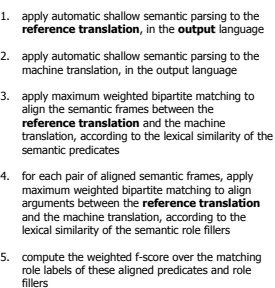 1. apply automatic shallow semantic parsing to the
reference translation, in the output language
2. apply automatic shallow semantic parsing to the
machine translation, in the output language
3. apply maximum weighted bipartite matching to
align the semantic frames between the
reference translation and the machine
translation, according to the lexical similarity of the
semantic predicates
4. for each pair of aligned semantic frames, apply
maximum weighted bipartite matching to align
arguments between the reference translation
and the machine translation, according to the
lexical similarity of the semantic role fillers
5. compute the weighted f-score over the matching
role labels of these aligned predicates and role
fillers